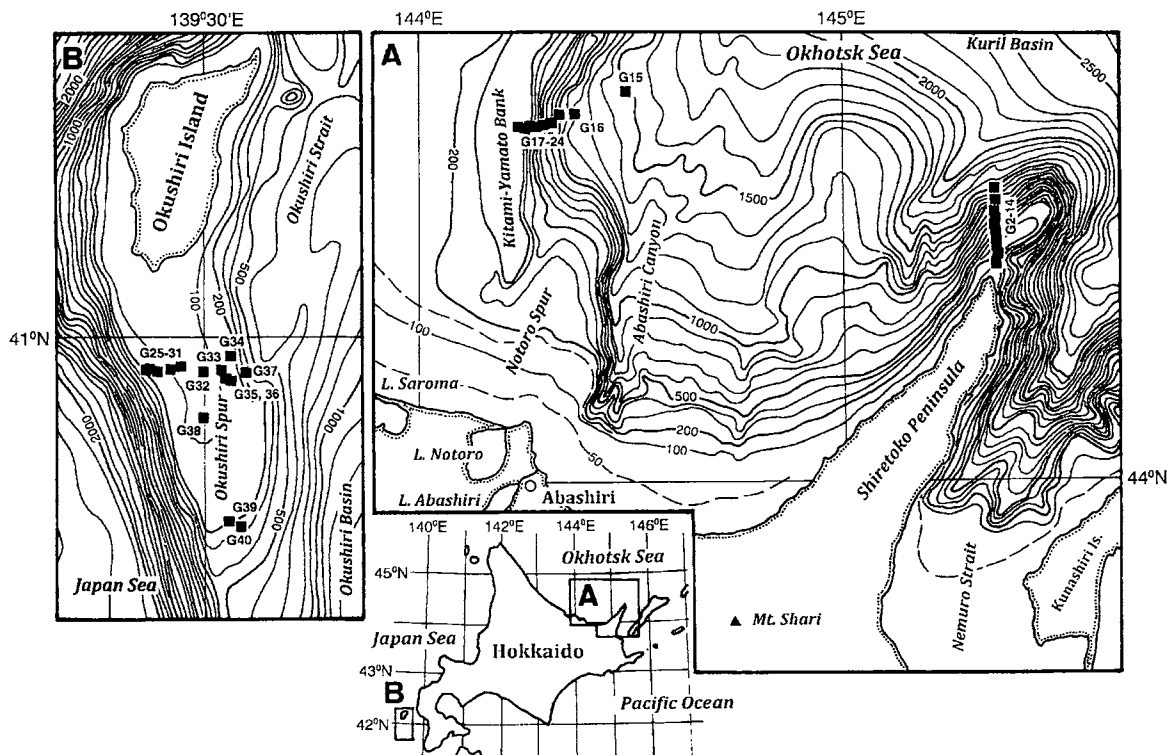 139°30'E
B
2000
1000
Okushiri Island
Okushiri Strait
500
200
100
41°N
G25-31
G33
G34
G37
G32
G35, 36
G38
Okushiri Spur
2000
1000
G39
G40
500
Okushiri Basin
Japan Sea
144°E
145°E
A
Okhotsk Sea
Kuril Basin
2500
2000
G15
G16
G17-24
200
Kitami-Yamato Bank
1500
G2-14
Abashiri Canyon
Notoro Spur
1000
100
500
200
100
50
L. Saroma
L. Notoro
L. Abashiri
Abashiri
Shiretoko Peninsula
44°N
Nemuro Strait
Kunashiri Is.
Mt. Shari
140°E
142°E
144°E
146°E
Okhotsk Sea
45°N
A
Japan Sea
Hokkaido
43°N
B
Pacific Ocean
42°N